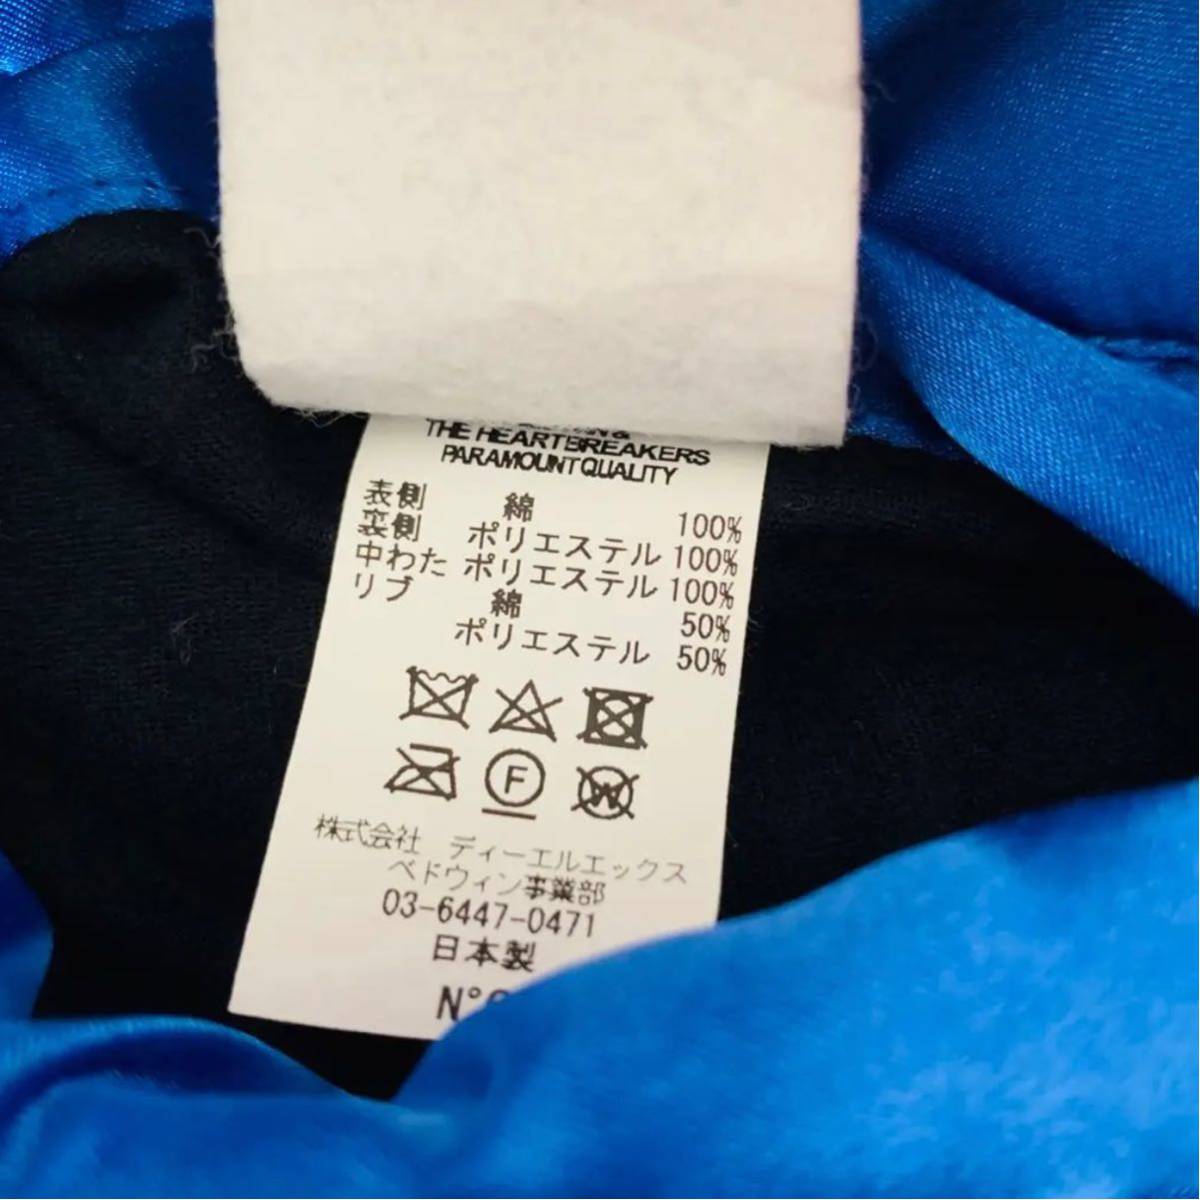 THE HEARTBREAKERS
PARAMOUNT QUALITY
表側 綿 100%
裏側 ポリエステル 100%
中わた ポリエステル 100%
リブ 綿 50%
ポリエステル 50%
F
W
株式会社 ディーエルエックス
ベドウィン事業部
03-6447-0471
日本製